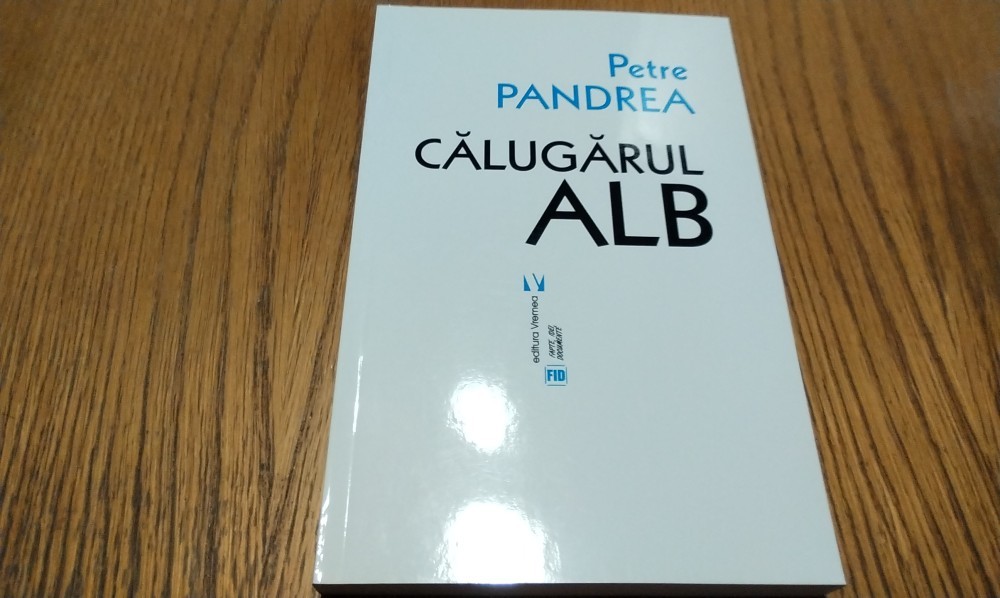 Petre
PANDREA
CĂLUGĂRUL
ALB
editura Vremea
FAPTE, IDEI,
DOCUMENTE
FID